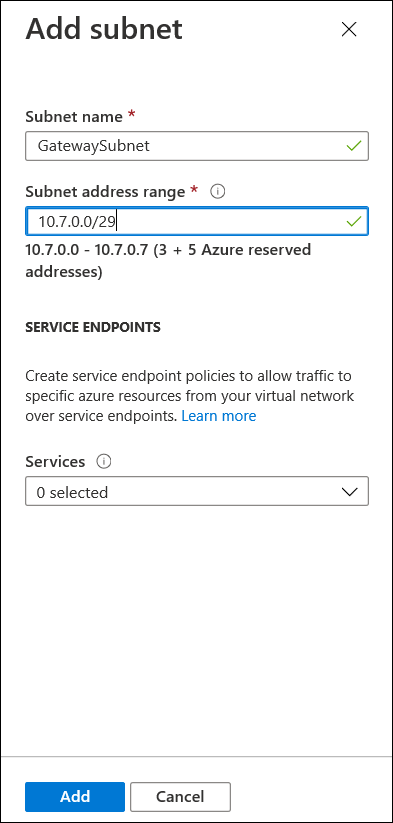 Add subnet
Subnet name *
GatewaySubnet
Subnet address range *
10.7.0.0/29
10.7.0.0 - 10.7.0.7 (3 + 5 Azure reserved
addresses)
SERVICE ENDPOINTS
Create service endpoint policies to allow traffic to
specific azure resources from your virtual network
over service endpoints. Learn more
Services
0 selected
Add
Cancel